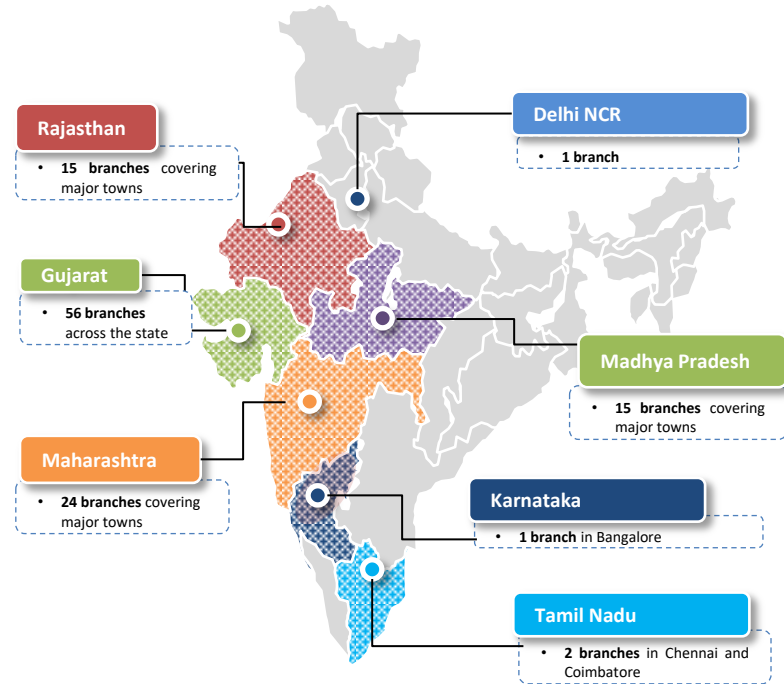 Rajasthan
• 15 branches covering
major towns
Delhi NCR
• 1 branch
Gujarat
• 56 branches
across the state
Madhya Pradesh
• 15 branches covering
major towns
Maharashtra
• 24 branches covering
major towns
Karnataka
• 1 branch in Bangalore
Tamil Nadu
• 2 branches in Chennai and
Coimbatore